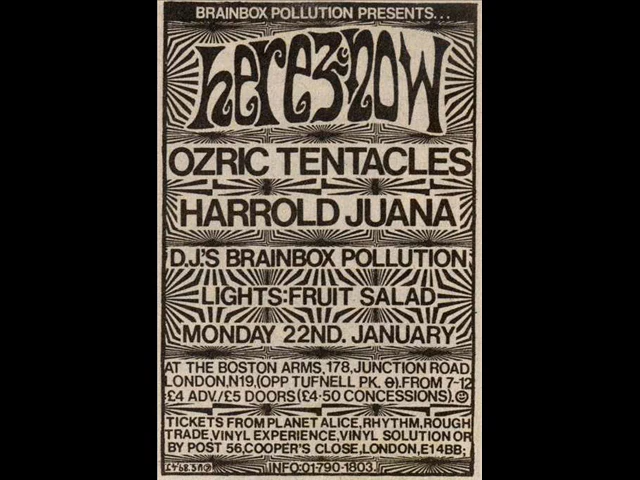 BRAINBOX POLLUTION PRESENTS...
here & now
OZRIC TENTACLES
HARROLD JUANA
D.J'S BRAINBOX POLLUTION
LIGHTS:FRUIT SALAD
MONDAY 22ND. JANUARY
AT THE BOSTON ARMS,178,JUNCTION ROAD,
LONDON,N19,(OPP TUFNELL PK. ⊖).FROM 7-12
£4 ADV./£5 DOORS(£4·50 CONCESSIONS).☺
TICKETS FROM PLANET ALICE,RHYTHM,ROUGH
TRADE,VINYL EXPERIENCE,VINYL SOLUTION OR
BY POST 56,COOPER'S CLOSE,LONDON,E14BB;
INFO:01-790-1803.